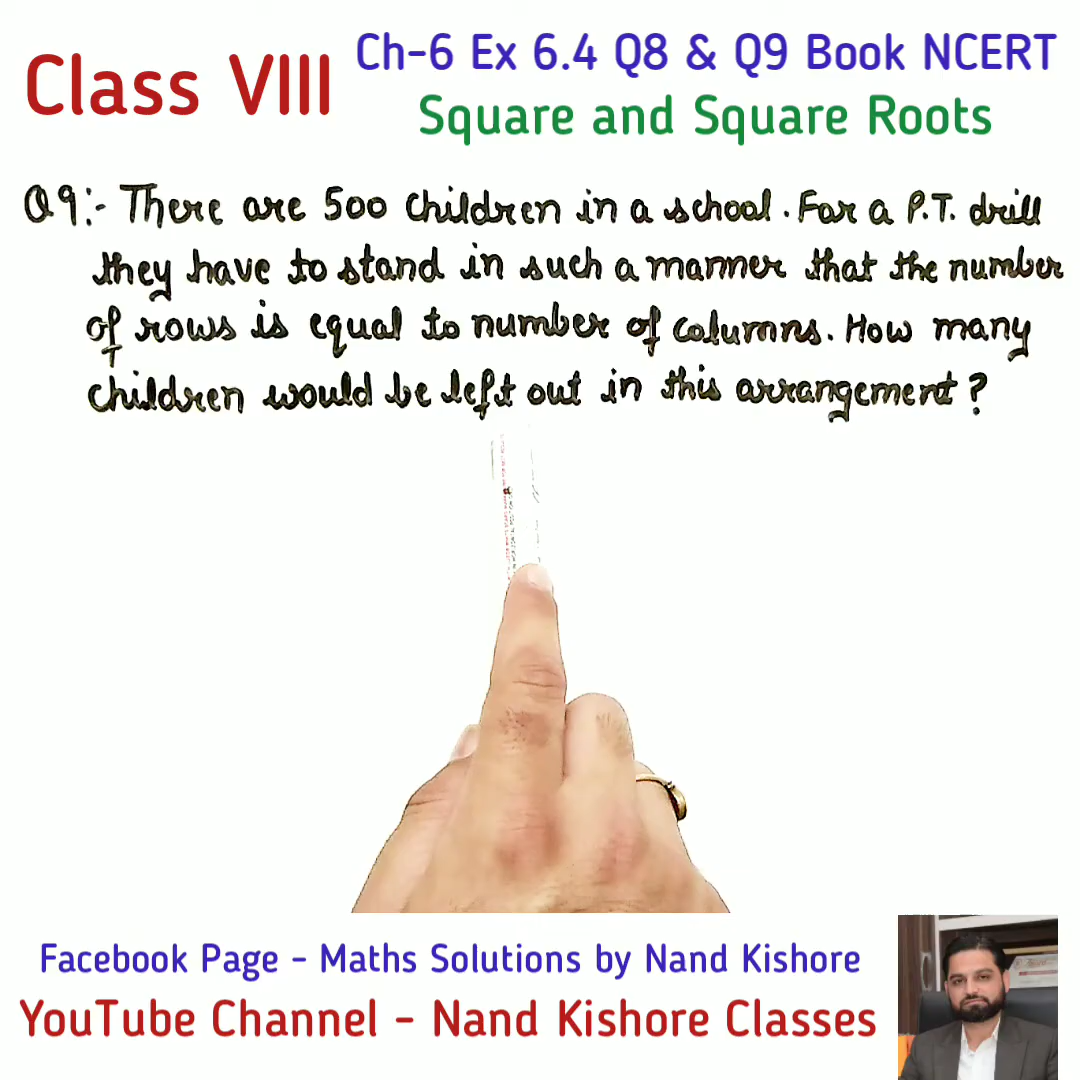 Class VIII
Ch-6 Ex 6.4 Q8 & Q9 Book NCERT
Square and Square Roots
Q9:- There are 500 children in a school. For a P.T. drill
they have to stand in such a manner that the number
of rows is equal to number of columns. How many
children would be left out in this arrangement?
Facebook Page - Maths Solutions by Nand Kishore
YouTube Channel - Nand Kishore Classes